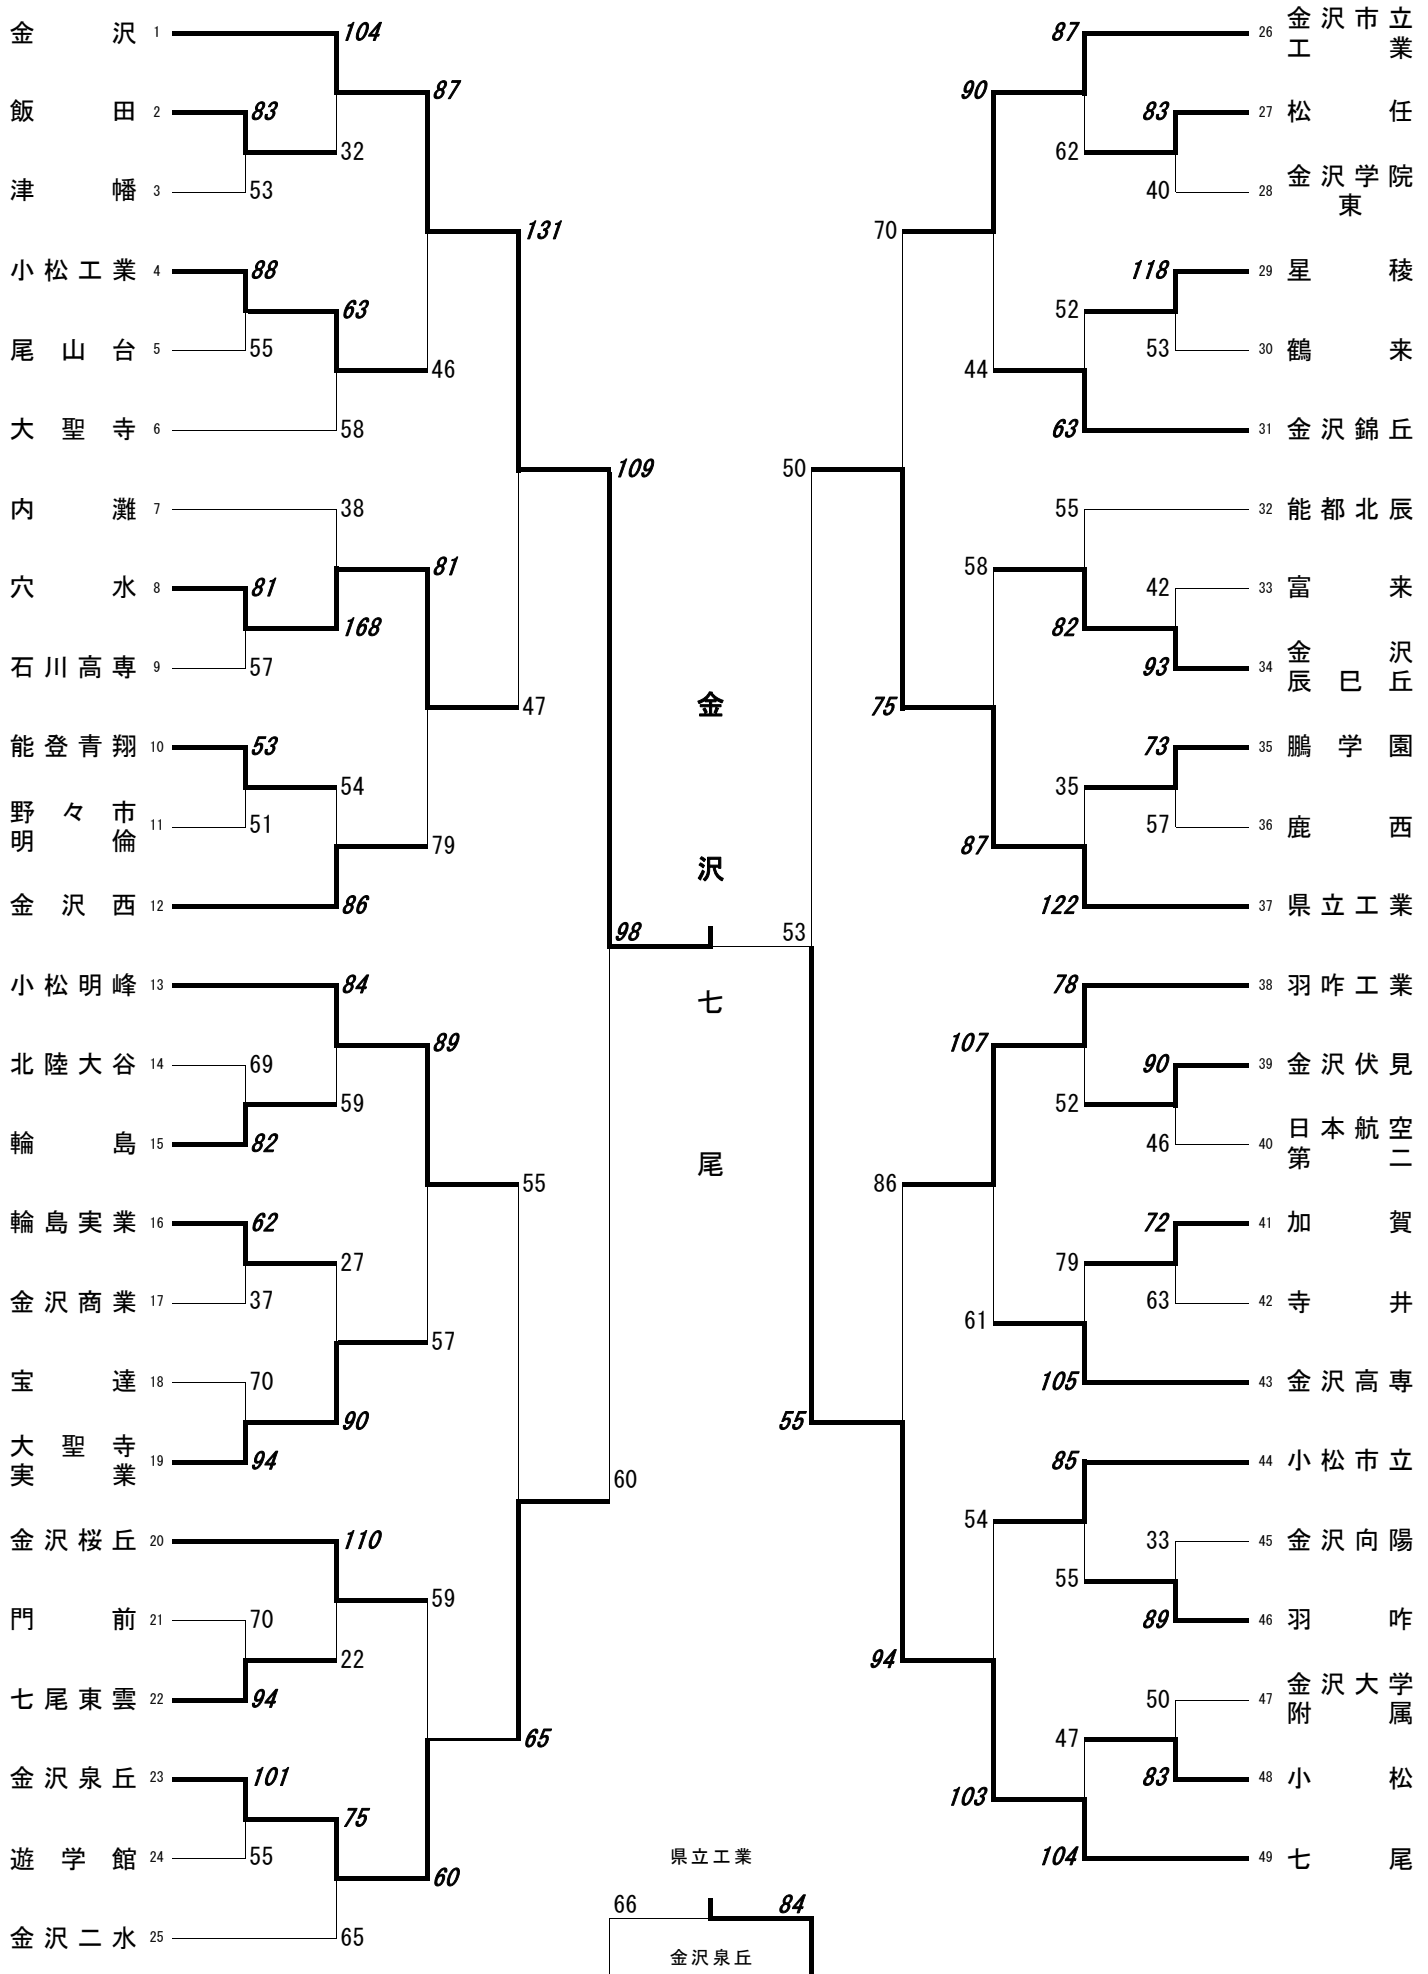 金沢 1 104
87
飯田 2 83
32
津幡 3 53
131
小松工業 4 88
63
尾山台 5 55
46
大聖寺 6 58
109
内灘 7 38
81
穴水 8 81
168
石川高専 9 57
47
能登青翔 10 53
54
野々市
明倫 11 51
79
金沢西 12 86
98
小松明峰 13 84
89
北陸大谷 14 69
59
輪島 15 82
55
輪島実業 16 62
27
金沢商業 17 37
57
宝達 18 70
90
大聖寺
実業 19 94
60
金沢桜丘 20 110
59
門前 21 70
22
七尾東雲 22 94
65
金沢泉丘 23 101
75
遊学館 24 55
60
金沢二水 25 65
金
沢
七
尾
87 26 金沢市立
工業
90
83 27 松任
62
40 28 金沢学院
東
70
118 29 星稜
52
53 30 鶴来
44
63 31 金沢錦丘
50
55 32 能都北辰
58
42 33 富来
82
93 34 金沢
辰巳丘
75
73 35 鵬学園
35
57 36 鹿西
87
122 37 県立工業
53
78 38 羽咋工業
107
90 39 金沢伏見
52
46 40 日本航空
第二
86
72 41 加賀
79
63 42 寺井
61
105 43 金沢高専
55
85 44 小松市立
54
33 45 金沢向陽
55
89 46 羽咋
94
50 47 金沢大学
附属
47
83 48 小松
103
104 49 七尾
県立工業
66 84
金沢泉丘